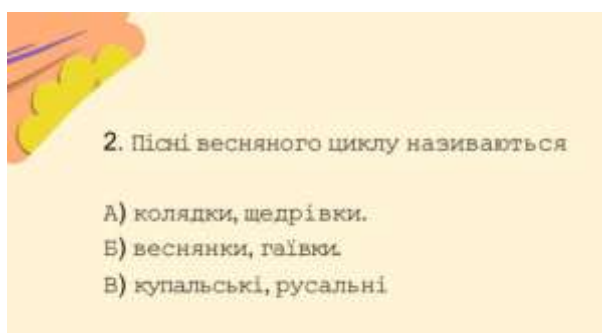 2. Пісні весняного циклу називаються
А) колядки, щедрівки.
Б) веснянки, гаївки.
В) купальські, русальні